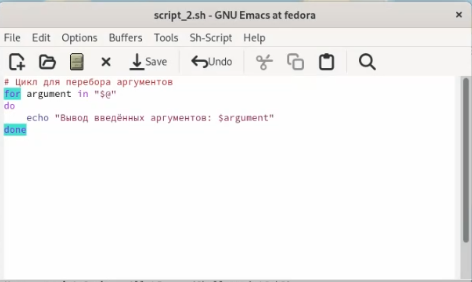 script_2.sh - GNU Emacs at fedora
File Edit Options Buffers Tools Sh-Script Help
Save Undo
# Цикл для перебора аргументов
for argument in "$@"
do
    echo "Вывод введённых аргументов: $argument"
done